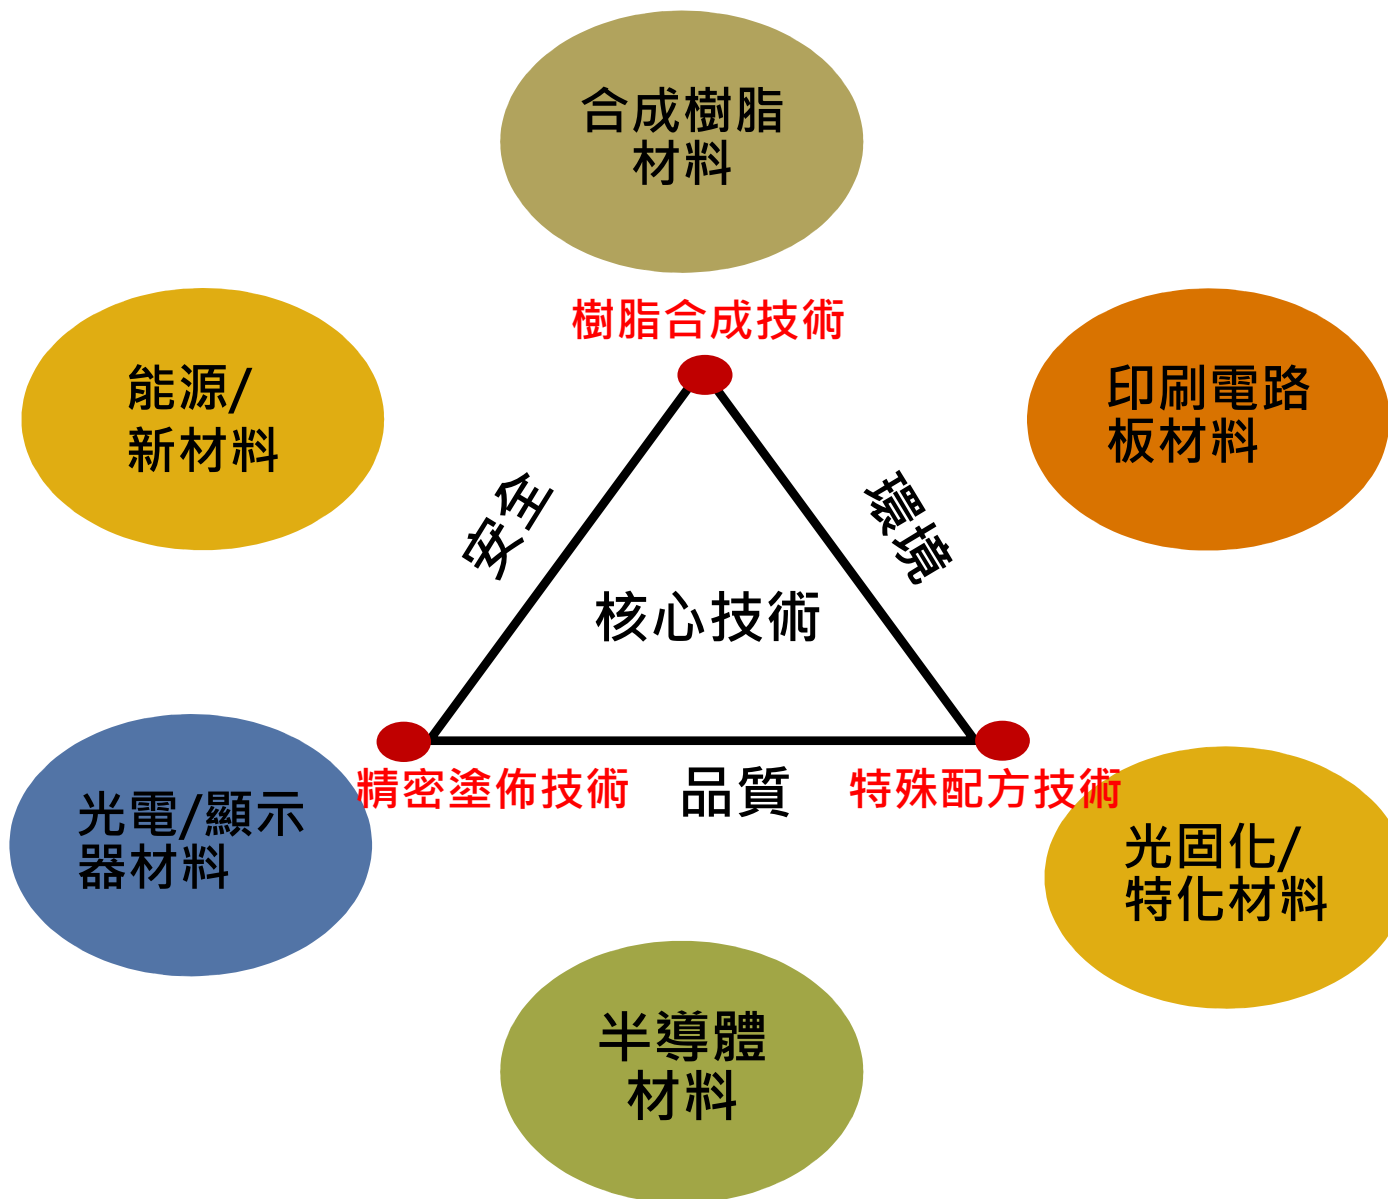 合成樹脂
材料
樹脂合成技術
能源/
新材料
印刷電路
板材料
安全
環境
核心技術
精密塗佈技術
品質
特殊配方技術
光電/顯示
器材料
光固化/
特化材料
半導體
材料